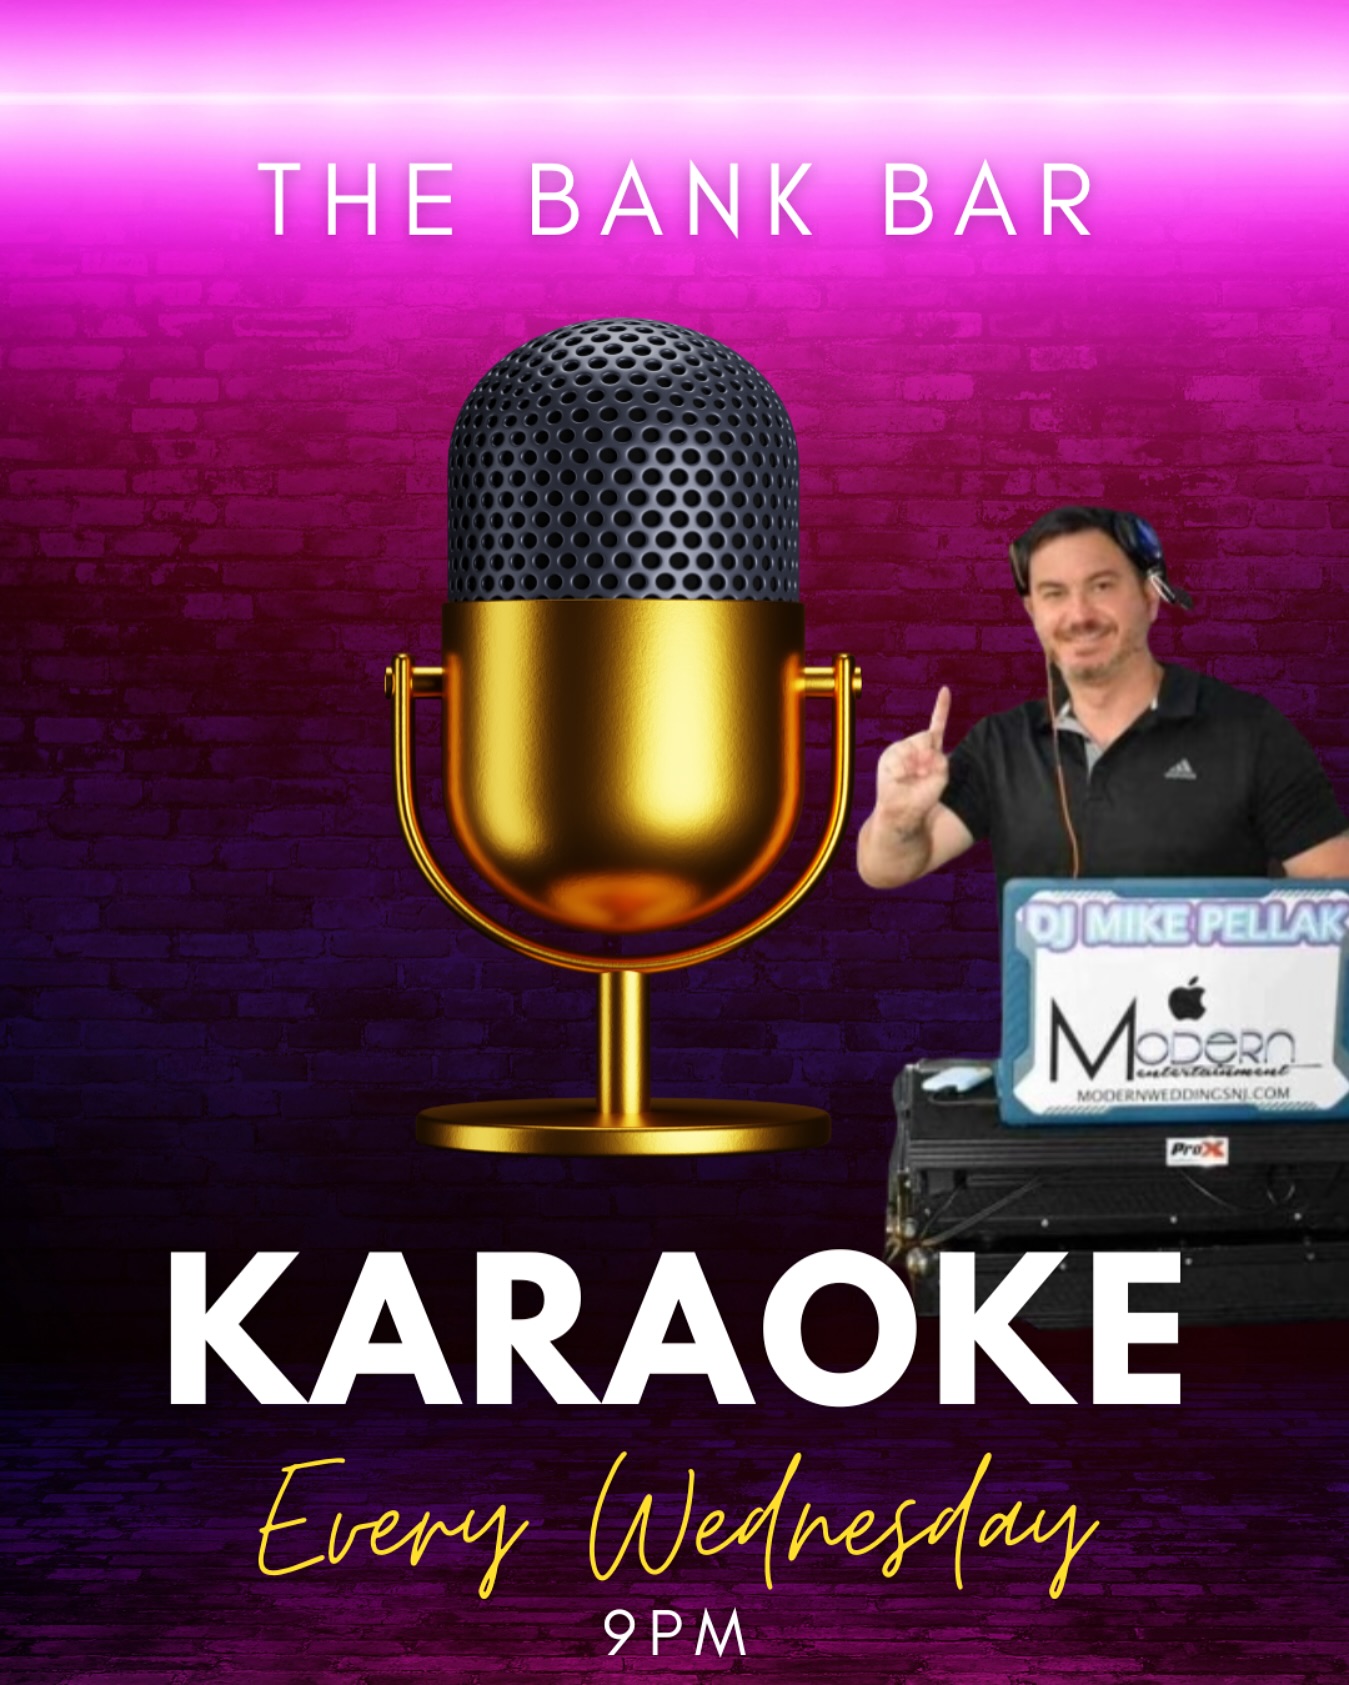 THE BANK BAR
DJ MIKE PELLAK
MODERN
entertainment
MODERNWEDDINGSNJ.COM
ProX
KARAOKE
Every Wednesday
9PM